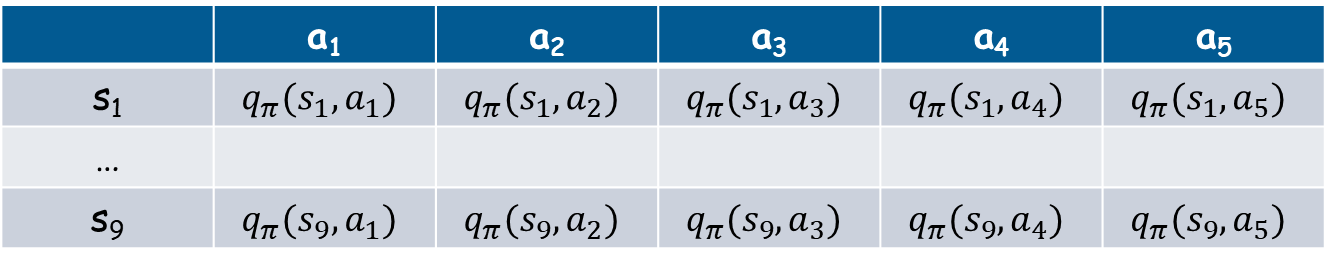 a₁ a₂ a₃ a₄ a₅
s₁ qπ(s₁, a₁) qπ(s₁, a₂) qπ(s₁, a₃) qπ(s₁, a₄) qπ(s₁, a₅)
...
s₉ qπ(s₉, a₁) qπ(s₉, a₂) qπ(s₉, a₃) qπ(s₉, a₄) qπ(s₉, a₅)